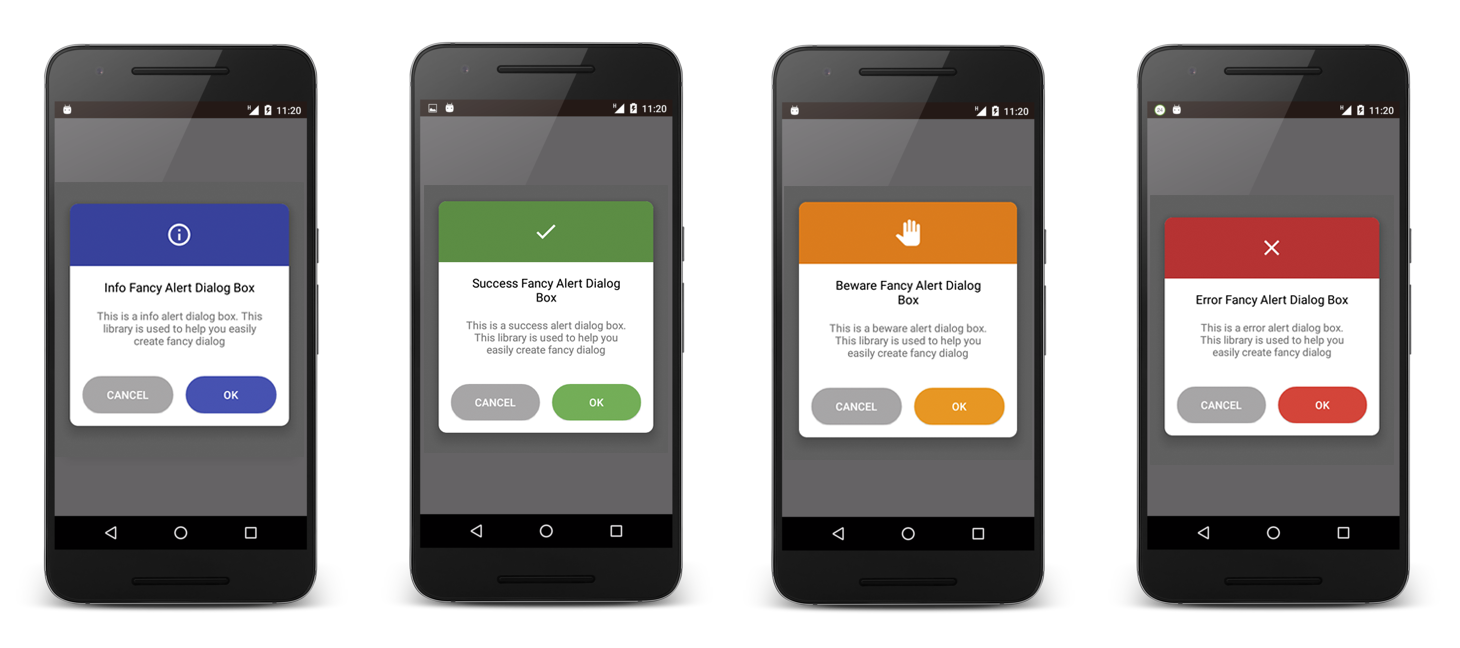 11:20
Info Fancy Alert Dialog Box
This is a info alert dialog box. This
library is used to help you easily
create fancy dialog
CANCEL
OK
H
11:20
Success Fancy Alert Dialog
Box
This is a success alert dialog box.
This library is used to help you
easily create fancy dialog
CANCEL
OK
H
11:20
Beware Fancy Alert Dialog
Box
This is a beware alert dialog box.
This library is used to help you
easily create fancy dialog
CANCEL
OK
H
11:20
Error Fancy Alert Dialog Box
This is a error alert dialog box.
This library is used to help you
easily create fancy dialog
CANCEL
OK